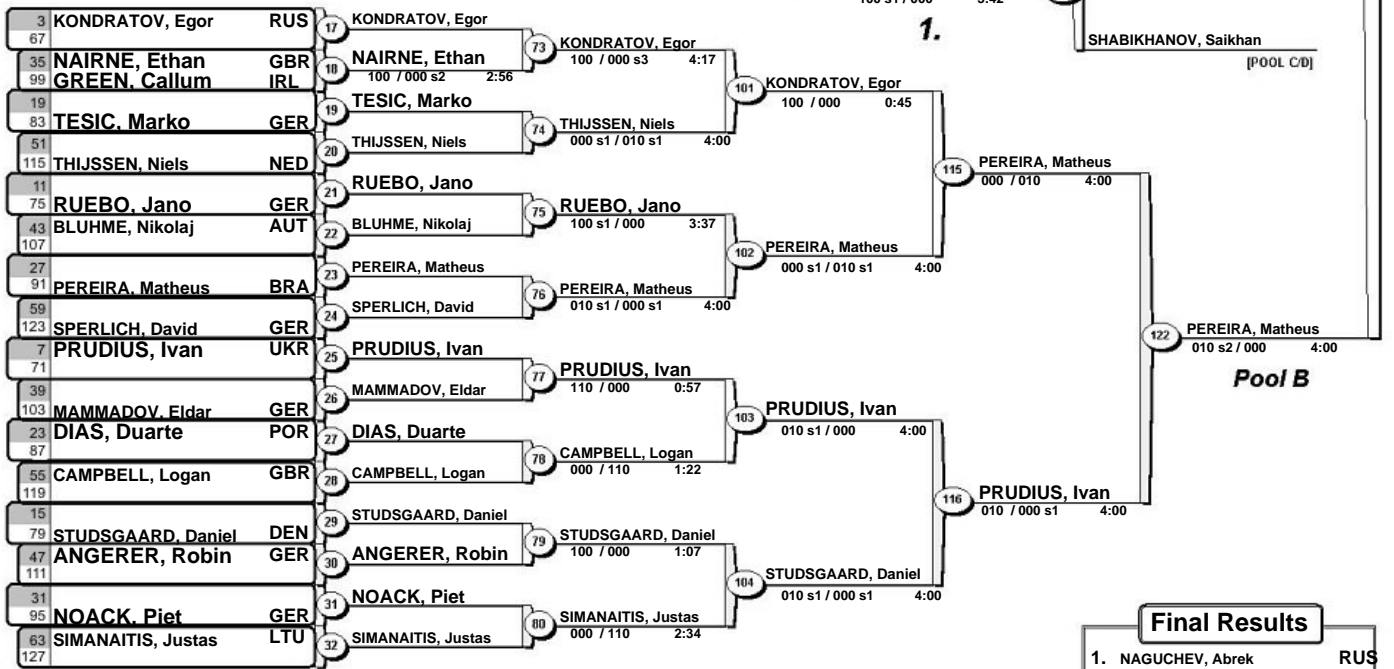 100 s1 / 000 3:42
1.
SHABIKHANOV, Saikhan
[POOL C/D]
3 KONDRATOV, Egor RUS
67
35 NAIRNE, Ethan GBR
99 GREEN, Callum IRL
19
83 TESIC, Marko GER
51
115 THIJSSEN, Niels NED
11
75 RUEBO, Jano GER
43 BLUHME, Nikolaj AUT
107
27
91 PEREIRA, Matheus BRA
59
123 SPERLICH, David GER
7 PRUDIUS, Ivan UKR
71
39
103 MAMMADOV, Eldar GER
23 DIAS, Duarte POR
87
55 CAMPBELL, Logan GBR
119
15
79 STUDSGAARD, Daniel DEN
47 ANGERER, Robin GER
111
31
95 NOACK, Piet GER
63 SIMANAITIS, Justas LTU
127
17 KONDRATOV, Egor
18 NAIRNE, Ethan
100 / 000 s2 2:56
19 TESIC, Marko
20 THIJSSEN, Niels
21 RUEBO, Jano
22 BLUHME, Nikolaj
23 PEREIRA, Matheus
24 SPERLICH, David
25 PRUDIUS, Ivan
26 MAMMADOV, Eldar
27 DIAS, Duarte
28 CAMPBELL, Logan
29 STUDSGAARD, Daniel
30 ANGERER, Robin
31 NOACK, Piet
32 SIMANAITIS, Justas
73 KONDRATOV, Egor
100 / 000 s3 4:17
74 THIJSSEN, Niels
000 s1 / 010 s1 4:00
75 RUEBO, Jano
100 s1 / 000 3:37
76 PEREIRA, Matheus
010 s1 / 000 s1 4:00
77 PRUDIUS, Ivan
110 / 000 0:57
78 CAMPBELL, Logan
000 / 110 1:22
79 STUDSGAARD, Daniel
100 / 000 1:07
80 SIMANAITIS, Justas
000 / 110 2:34
101 KONDRATOV, Egor
100 / 000 0:45
102 PEREIRA, Matheus
000 s1 / 010 s1 4:00
103 PRUDIUS, Ivan
010 s1 / 000 4:00
104 STUDSGAARD, Daniel
010 s1 / 000 s1 4:00
115 PEREIRA, Matheus
000 / 010 4:00
116 PRUDIUS, Ivan
010 / 000 s1 4:00
122 PEREIRA, Matheus
010 s2 / 000 4:00
Pool B
Final Results
1. NAGUCHEV, Abrek RUS